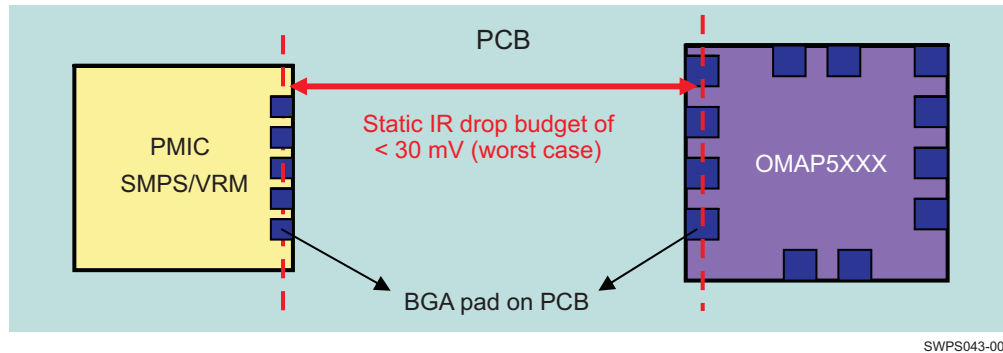 PCB
Static IR drop budget of
< 30 mV (worst case)
PMIC
SMPS/VRM
OMAP5XXX
BGA pad on PCB
SWPS043-00